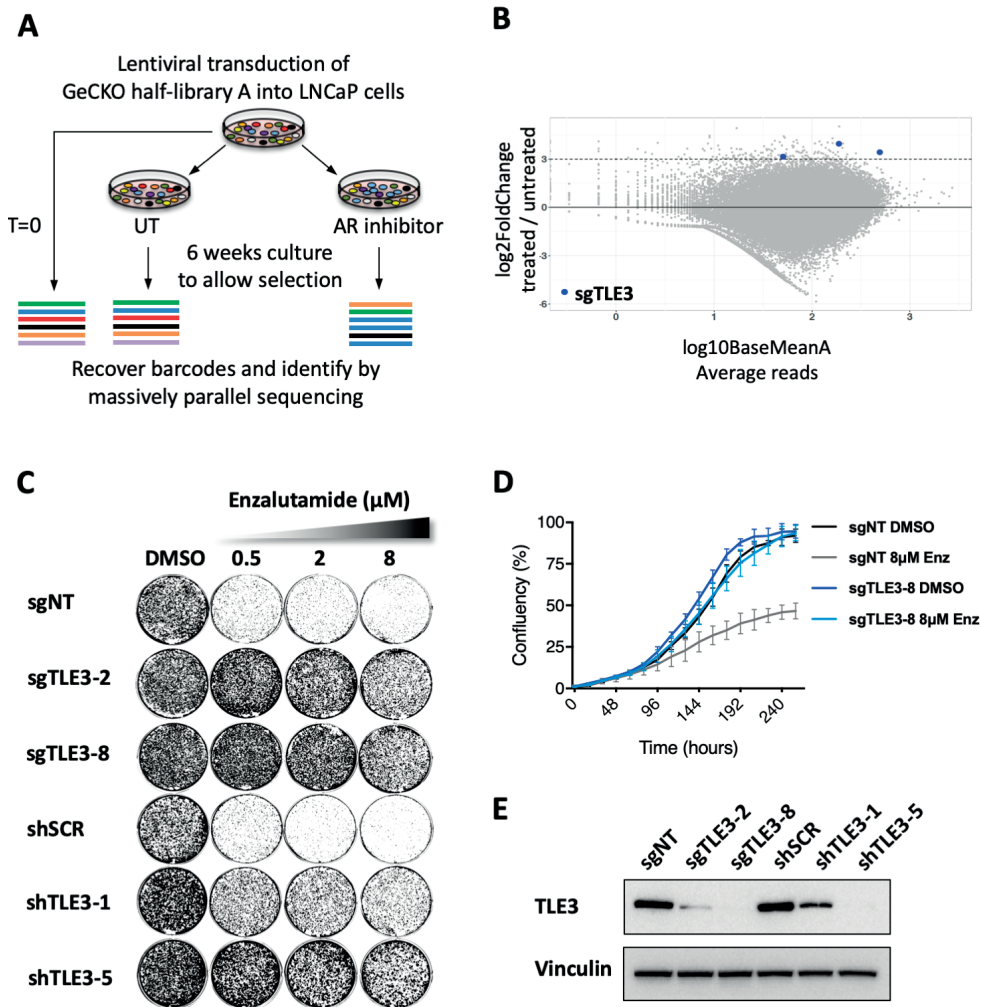 A
Lentiviral transduction of
GeCKO half-library A into LNCaP cells
T=0
UT
AR inhibitor
6 weeks culture
to allow selection
Recover barcodes and identify by
massively parallel sequencing
B
log2FoldChange
treated / untreated
3
0
-3
-6
sgTLE3
0
1
2
3
log10BaseMeanA
Average reads
C
Enzalutamide (µM)
DMSO
0.5
2
8
sgNT
sgTLE3-2
sgTLE3-8
shSCR
shTLE3-1
shTLE3-5
D
Confluency (%)
100
75
50
25
0
0
48
96
144
192
240
Time (hours)
sgNT DMSO
sgNT 8µM Enz
sgTLE3-8 DMSO
sgTLE3-8 8µM Enz
E
sgNT
sgTLE3-2
sgTLE3-8
shSCR
shTLE3-1
shTLE3-5
TLE3
Vinculin